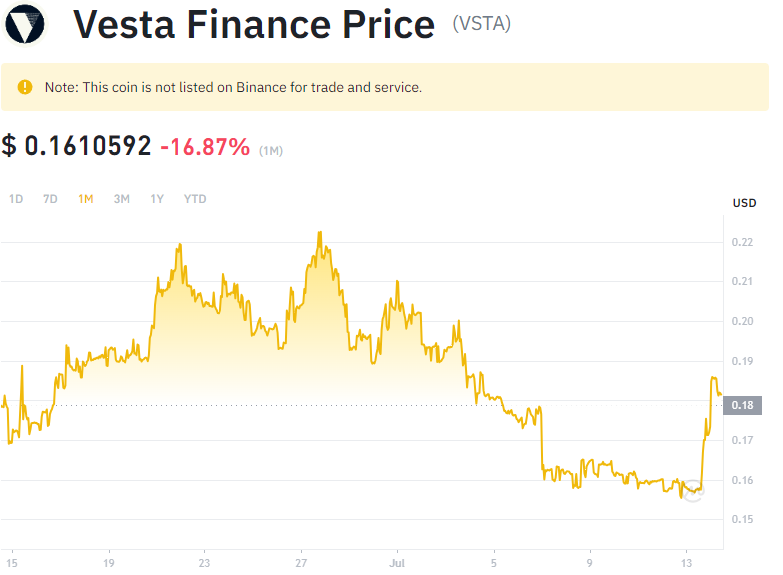 Vesta Finance Price (VSTA)
Note: This coin is not listed on Binance for trade and service.
$ 0.1610592 -16.87% (1M)
1D 7D 1M 3M 1Y YTD
USD
0.22
0.21
0.20
0.19
0.18
0.17
0.16
0.15
15 19 23 27 Jul 5 9 13